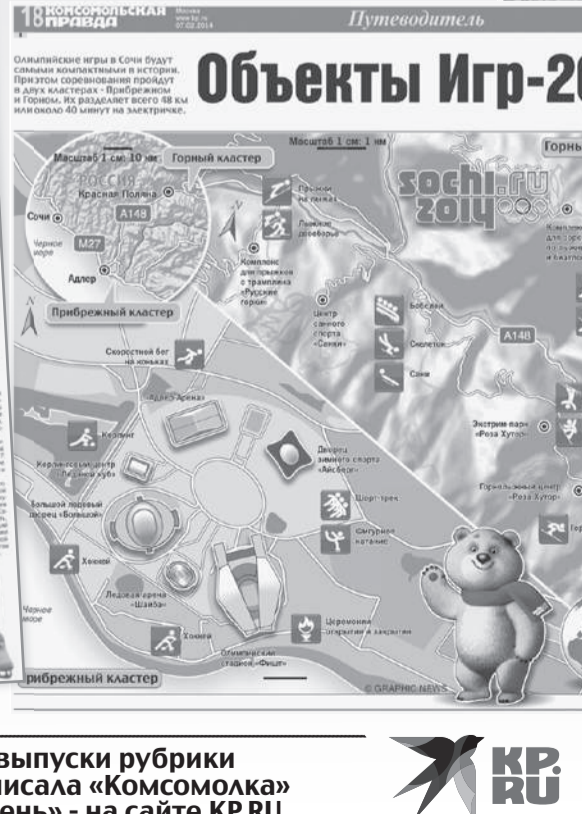 18 КОМСОМОЛЬСКАЯ
ПРАВДА
Москва
www.kp.ru
07.02.2014
Путеводитель
Олимпийские игры в Сочи будут
самыми компактными в истории.
При этом соревнования пройдут
в двух кластерах - Прибрежном
и Горном. Их разделяет всего 48 км
или около 40 минут на электричке.
Объекты Игр-20
Масштаб 1 см: 10 км
Горный кластер
РОССИЯ
Красная Поляна
Сочи
А148
М27
Черное
море
Адлер
Прибрежный кластер
Масштаб 1 см: 1 км
Горны
sochi.ru
2014
N
Прыжки
на лыжах
Лыжное
двоеборье
Комплекс
для прыжков
с трамплина
«Русские
горки»
Центр
санного
спорта
«Санки»
Бобслей
Скелетон
Сани
А148
Экстрим-парк
«Роза Хутор»
Горнолыжный центр
«Роза Хутор»
Гор
N
Скоростной бег
на коньках
«Адлер-Арена»
Керлинг
Керлинговый центр
«Ледяной куб»
Большой ледовый
дворец «Большой»
Хоккей
Ледовая арена
«Шайба»
Хоккей
Черное
море
Дворец
зимнего спорта
«Айсберг»
Шорт-трек
Фигурное
катание
Церемонии
открытия и закрытия
Олимпийский
стадион «Фишт»
рибрежный кластер
© GRAPHIC NEWS
выпуски рубрики
исала «Комсомолка»
ень» - на сайте KP.RU
KP.
RU